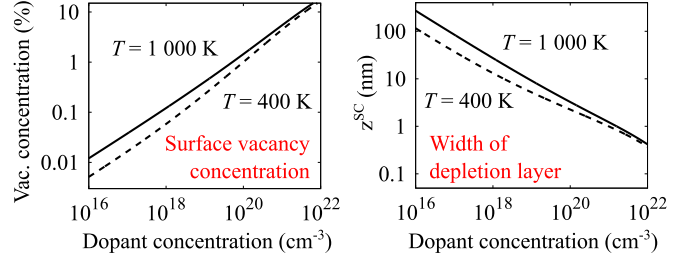 Vac. concentration (%)
10
1
0.1
0.01
T = 1 000 K
T = 400 K
Surface vacancy
concentration
10^16 10^18 10^20 10^22
Dopant concentration (cm^-3)
z^SC (nm)
100
10
1
0.1
T = 1 000 K
T = 400 K
Width of
depletion layer
10^16 10^18 10^20 10^22
Dopant concentration (cm^-3)